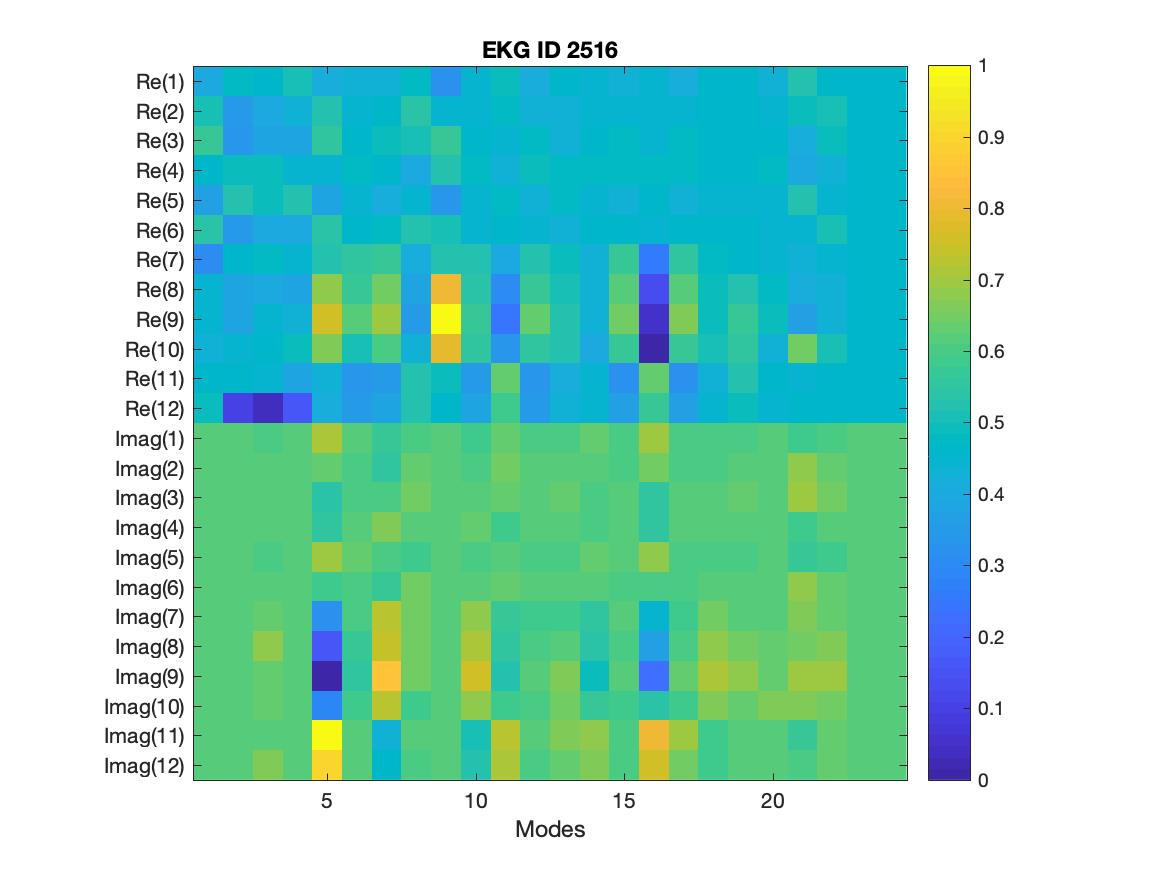 EKG ID 2516
Re(1)
Re(2)
Re(3)
Re(4)
Re(5)
Re(6)
Re(7)
Re(8)
Re(9)
Re(10)
Re(11)
Re(12)
Imag(1)
Imag(2)
Imag(3)
Imag(4)
Imag(5)
Imag(6)
Imag(7)
Imag(8)
Imag(9)
Imag(10)
Imag(11)
Imag(12)
5 10 15 20
Modes
1
0.9
0.8
0.7
0.6
0.5
0.4
0.3
0.2
0.1
0